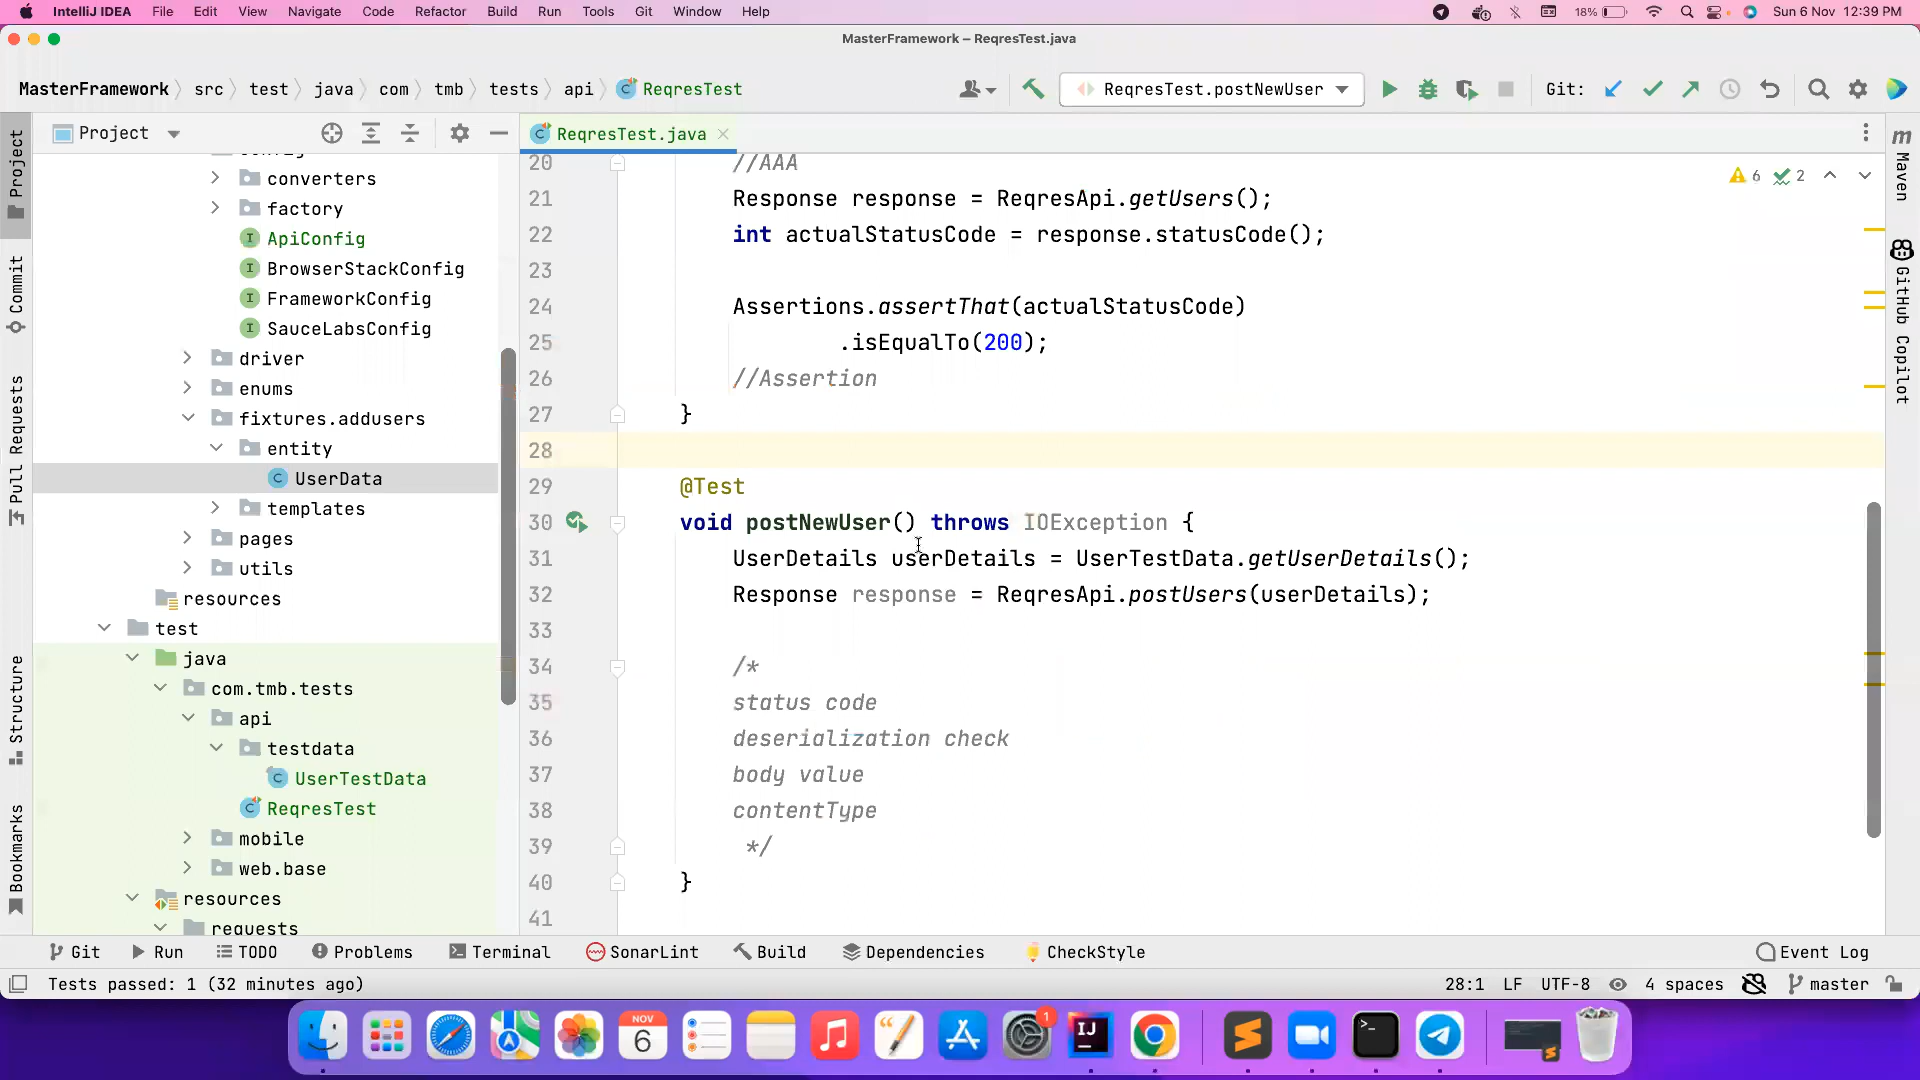 IntelliJ IDEA File Edit View Navigate Code Refactor Build Run Tools Git Window Help 18% Sun 6 Nov 12:39 PM
MasterFramework – ReqresTest.java
MasterFramework src test java com tmb tests api ReqresTest ReqresTest.postNewUser Git:
Project
ReqresTest.java
converters
factory
ApiConfig
BrowserStackConfig
FrameworkConfig
SauceLabsConfig
driver
enums
fixtures.addusers
entity
UserData
templates
pages
utils
resources
test
java
com.tmb.tests
api
testdata
UserTestData
ReqresTest
mobile
web.base
resources
requests
6 2
20 //AAA
21 Response response = ReqresApi.getUsers();
22 int actualStatusCode = response.statusCode();
23
24 Assertions.assertThat(actualStatusCode)
25 .isEqualTo(200);
26 //Assertion
27 }
28
29 @Test
30 void postNewUser() throws IOException {
31 UserDetails userDetails = UserTestData.getUserDetails();
32 Response response = ReqresApi.postUsers(userDetails);
33
34 /*
35 status code
36 deserialization check
37 body value
38 contentType
39 */
40 }
41
Project
Commit
Pull Requests
Structure
Bookmarks
m
Maven
GitHub Copilot
Git Run TODO Problems Terminal SonarLint Build Dependencies CheckStyle Event Log
Tests passed: 1 (32 minutes ago) 28:1 LF UTF-8 4 spaces master
NOV
6
1
IJ